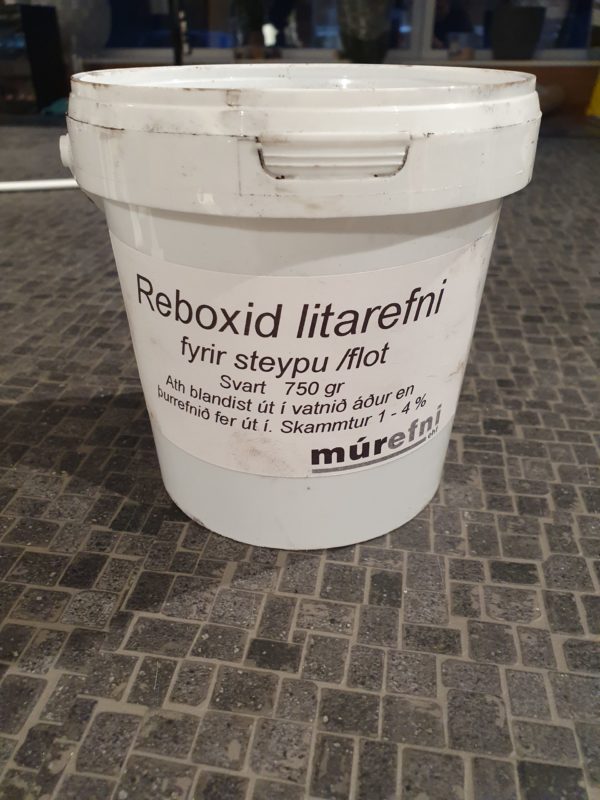 Reboxid litarefni
fyrir steypu /flot
Svart 750 gr
Ath blandist út í vatnið áður en
þurrefnið fer út í. Skammtur 1 - 4 %
múrefni
ehf